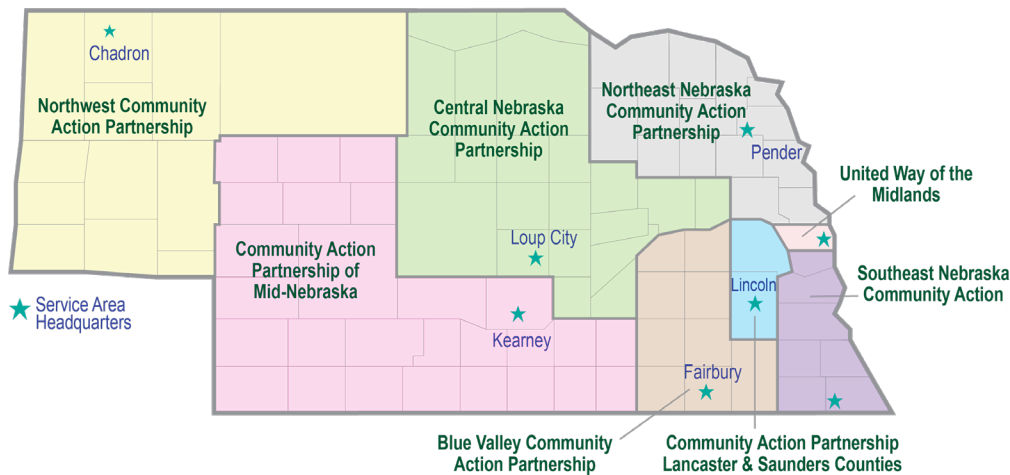 Chadron
Northwest Community
Action Partnership
Central Nebraska
Community Action
Partnership
Northeast Nebraska
Community Action
Partnership
Pender
United Way of the
Midlands
Community Action
Partnership of
Mid-Nebraska
Loup City
Southeast Nebraska
Community Action
Lincoln
Service Area
Headquarters
Kearney
Fairbury
Blue Valley Community
Action Partnership
Community Action Partnership
Lancaster & Saunders Counties